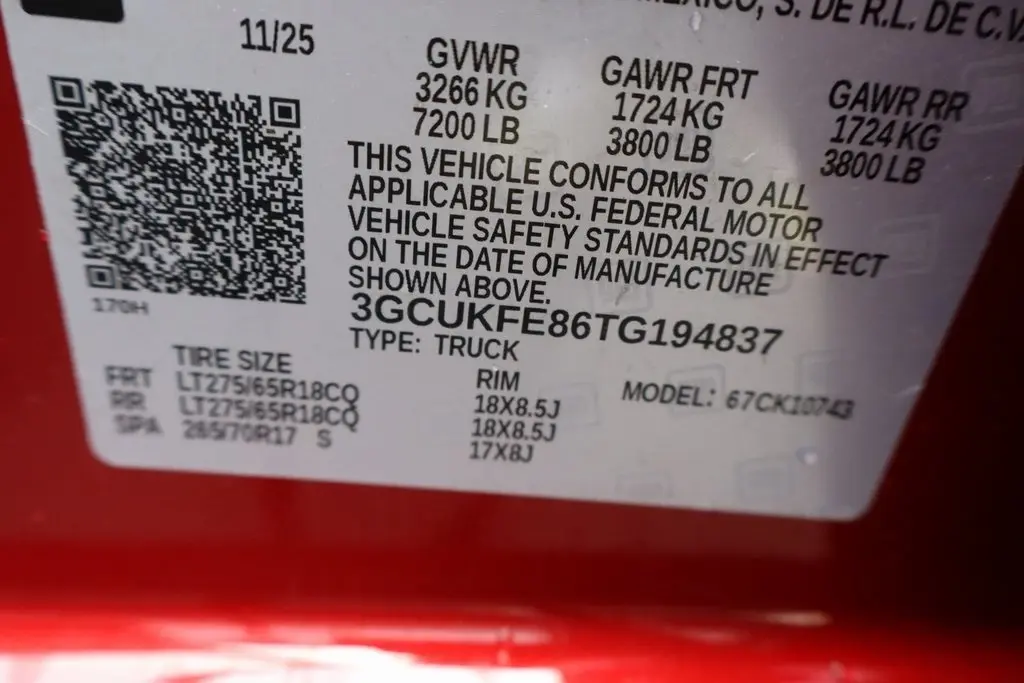 MEXICO, S. DE R.L. DE C.V.
11/25
GVWR GAWR FRT GAWR RR
3266 KG 1724 KG 1724 KG
7200 LB 3800 LB 3800 LB
THIS VEHICLE CONFORMS TO ALL
APPLICABLE U.S. FEDERAL MOTOR
VEHICLE SAFETY STANDARDS IN EFFECT
ON THE DATE OF MANUFACTURE
SHOWN ABOVE.
170H
3GCUKFE86TG194837
TYPE: TRUCK
TIRE SIZE RIM MODEL: 67CK10743
FRT LT275/65R18CQ 18X8.5J
RR LT275/65R18CQ 18X8.5J
SPA 265/70R17 S 17X8J